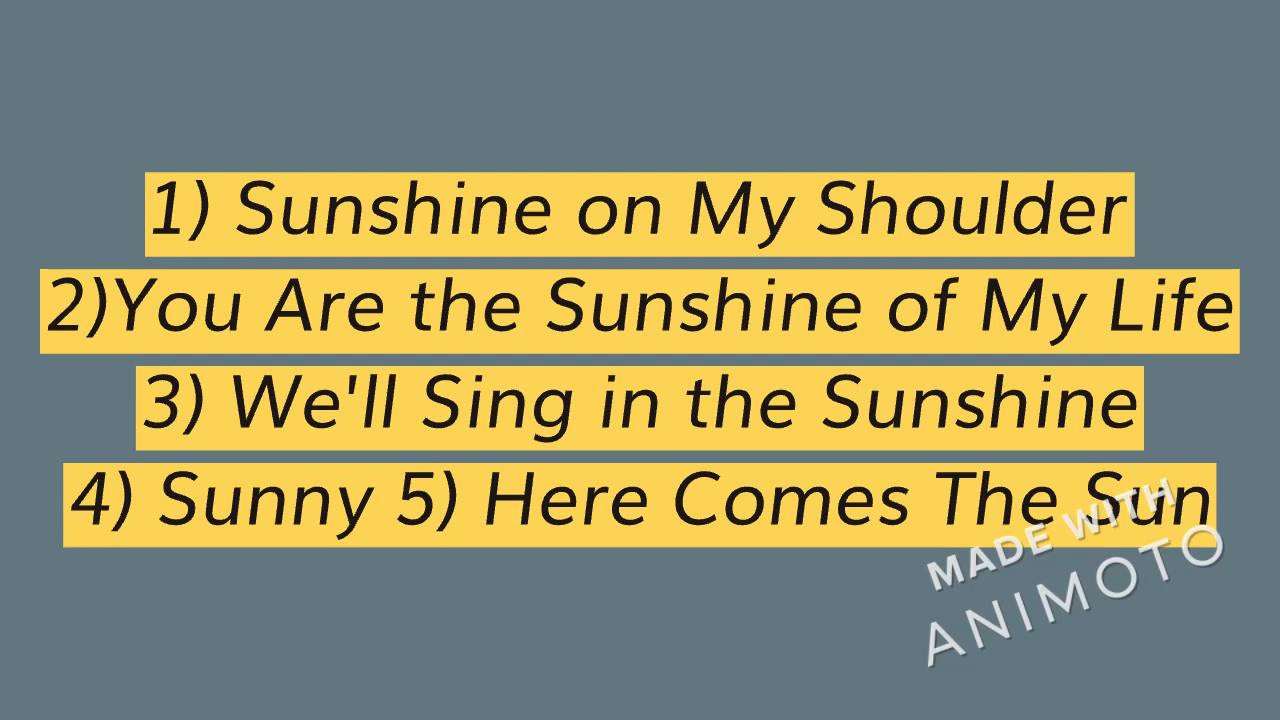 1) Sunshine on My Shoulder
2)You Are the Sunshine of My Life
3) We'll Sing in the Sunshine
4) Sunny 5) Here Comes The Sun
MADE WITH
ANIMOTO